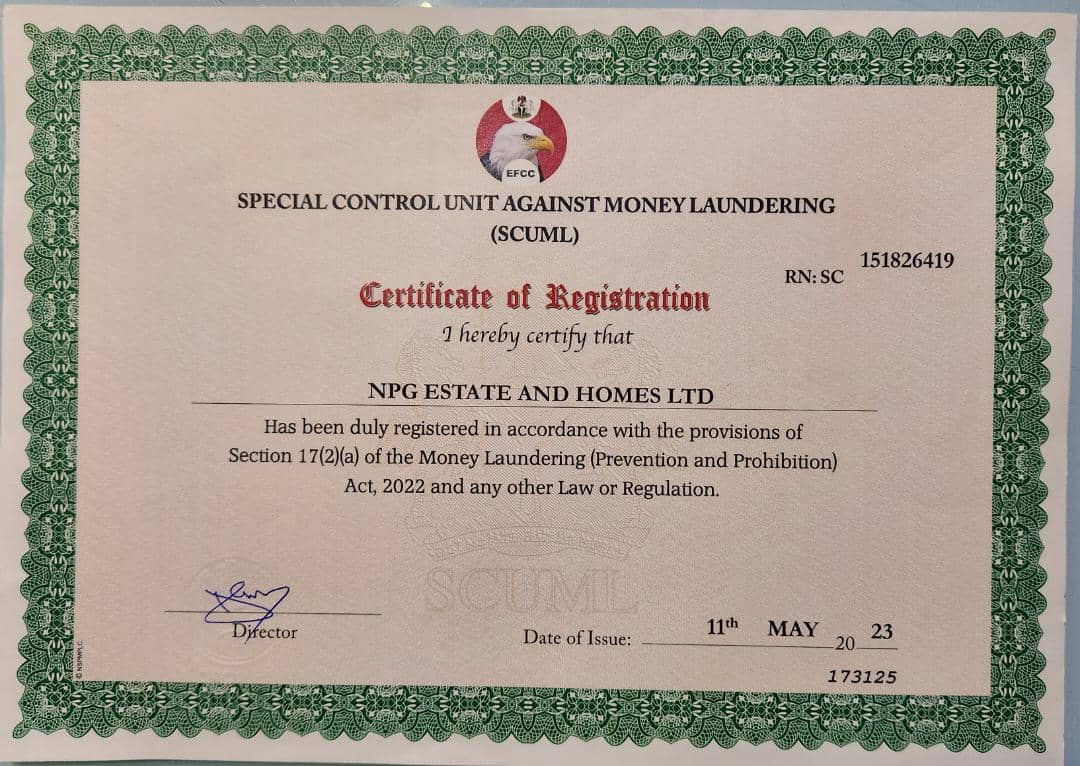 EFCC
SPECIAL CONTROL UNIT AGAINST MONEY LAUNDERING
(SCUML)
RN: SC 151826419
Certificate of Registration
I hereby certify that
NPG ESTATE AND HOMES LTD
Has been duly registered in accordance with the provisions of
Section 17(2)(a) of the Money Laundering (Prevention and Prohibition)
Act, 2022 and any other Law or Regulation.
SCUML
Director
Date of Issue: 11th MAY 20 23
173125
© NSPMPLC